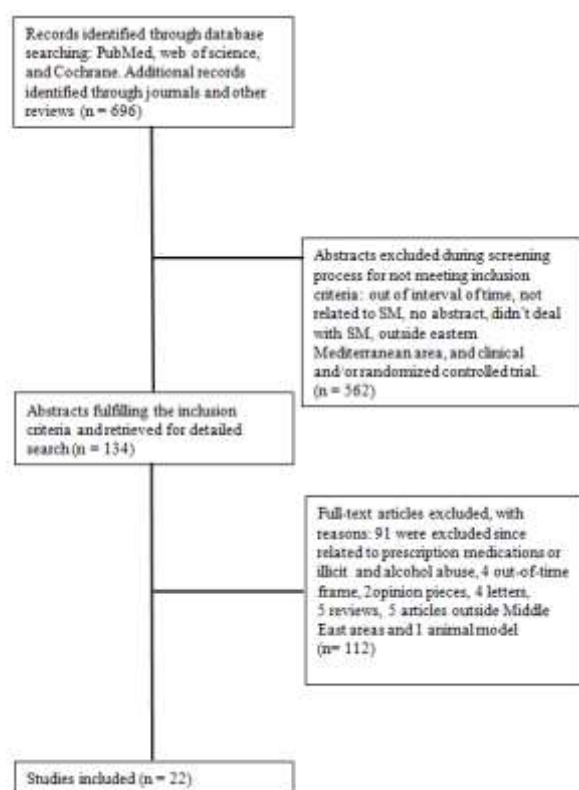 Records identified through database
searching: PubMed, web of science,
and Cochrane. Additional records
identified through journals and other
reviews (n = 696)
Abstracts excluded during screening
process for not meeting inclusion
criteria: out of interval of time, not
related to SM, no abstract, didn't deal
with SM, outside eastern
Mediterranean area, and clinical
and/or randomized controlled trial.
(n = 562)
Abstracts fulfilling the inclusion
criteria and retrieved for detailed
search (n = 134)
Full-text articles excluded, with
reasons: 91 were excluded since
related to prescription medications or
illicit and alcohol abuse, 4 out-of-time
frame, 2opinion pieces, 4 letters,
5 reviews, 5 articles outside Middle
East areas and 1 animal model
(n= 112)
Studies included (n = 22)